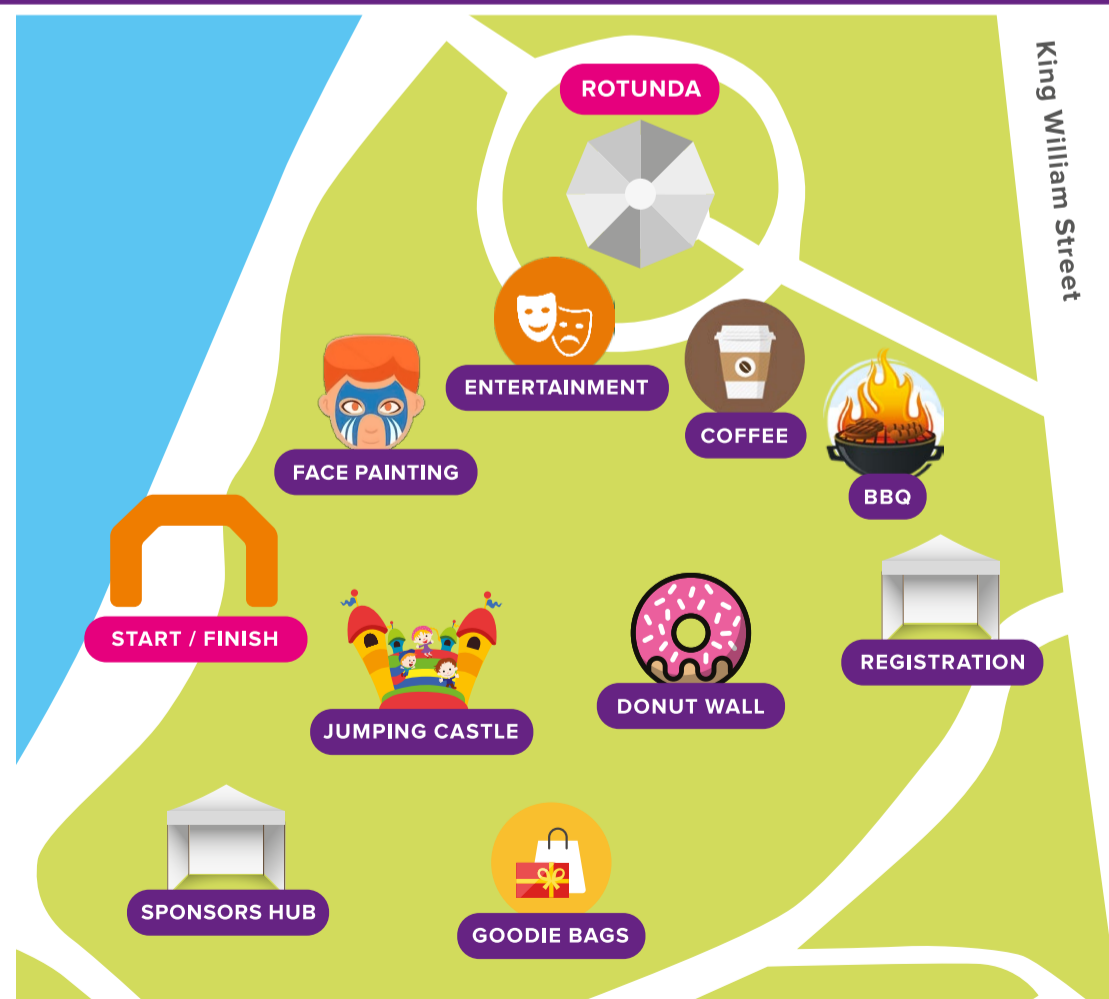 ROTUNDA
King William Street
ENTERTAINMENT
COFFEE
FACE PAINTING
BBQ
START / FINISH
REGISTRATION
DONUT WALL
JUMPING CASTLE
SPONSORS HUB
GOODIE BAGS